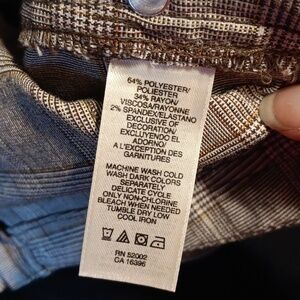 64% POLYESTER/
POLIESTER
34% RAYON/
VISCOSA/RAYONNE
2% SPANDEX/ELASTANO
EXCLUSIVE OF
DECORATION/
EXCLUYENDO EL
ADORNO/
A L'EXCEPTION DES
GARNITURES
MACHINE WASH COLD
WASH DARK COLORS
SEPARATELY
DELICATE CYCLE
ONLY NON-CHLORINE
BLEACH WHEN NEEDED
TUMBLE DRY LOW
COOL IRON
RN 52002
CA 16396